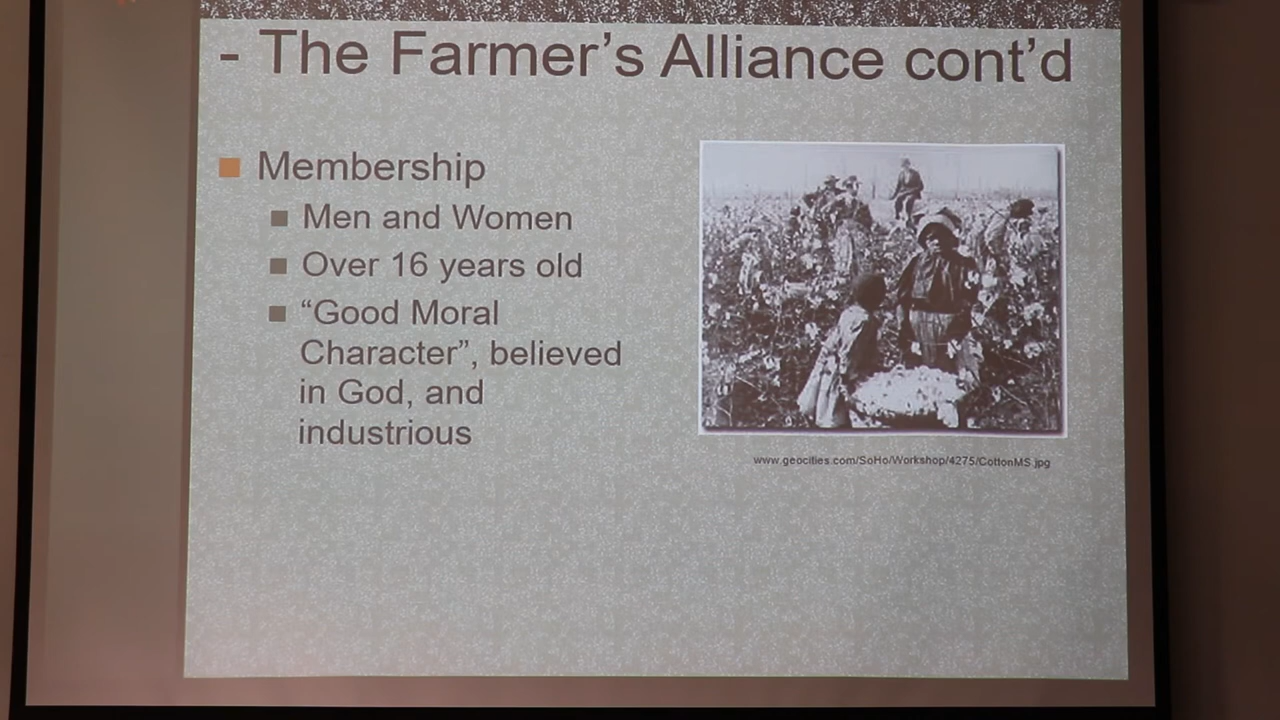 - The Farmer’s Alliance cont’d
Membership
Men and Women
Over 16 years old
“Good Moral
Character”, believed
in God, and
industrious
www.geocities.com/SoHo/Workshop/4275/CottonMS.jpg